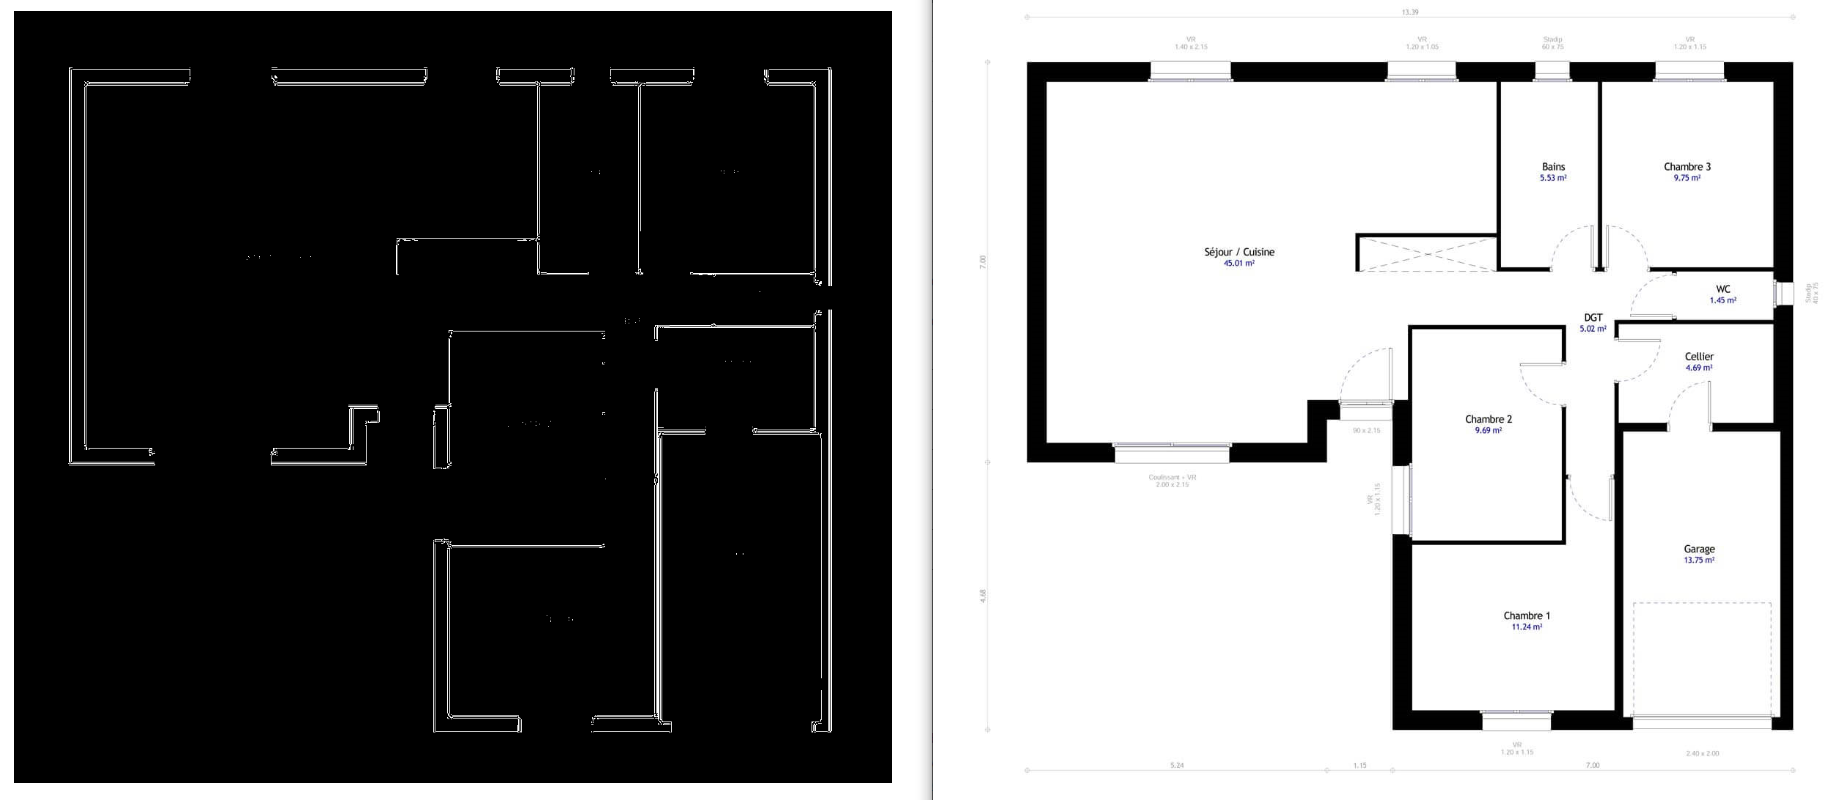 13.39
VR
1.40 x 2.15
VR
1.20 x 1.05
Stadip
60 x 75
VR
1.20 x 1.15
Bains
5.53 m²
Chambre 3
9.75 m²
7.00
Séjour / Cuisine
45.01 m²
WC
1.45 m²
Stadip
40 x 75
DGT
5.02 m²
Cellier
4.69 m²
Chambre 2
9.69 m²
90 x 2.15
Coulissant + VR
2.00 x 2.15
VR
1.20 x 1.15
Garage
13.75 m²
4.68
Chambre 1
11.24 m²
VR
1.20 x 1.15
2.40 x 2.00
5.24
1.15
7.00